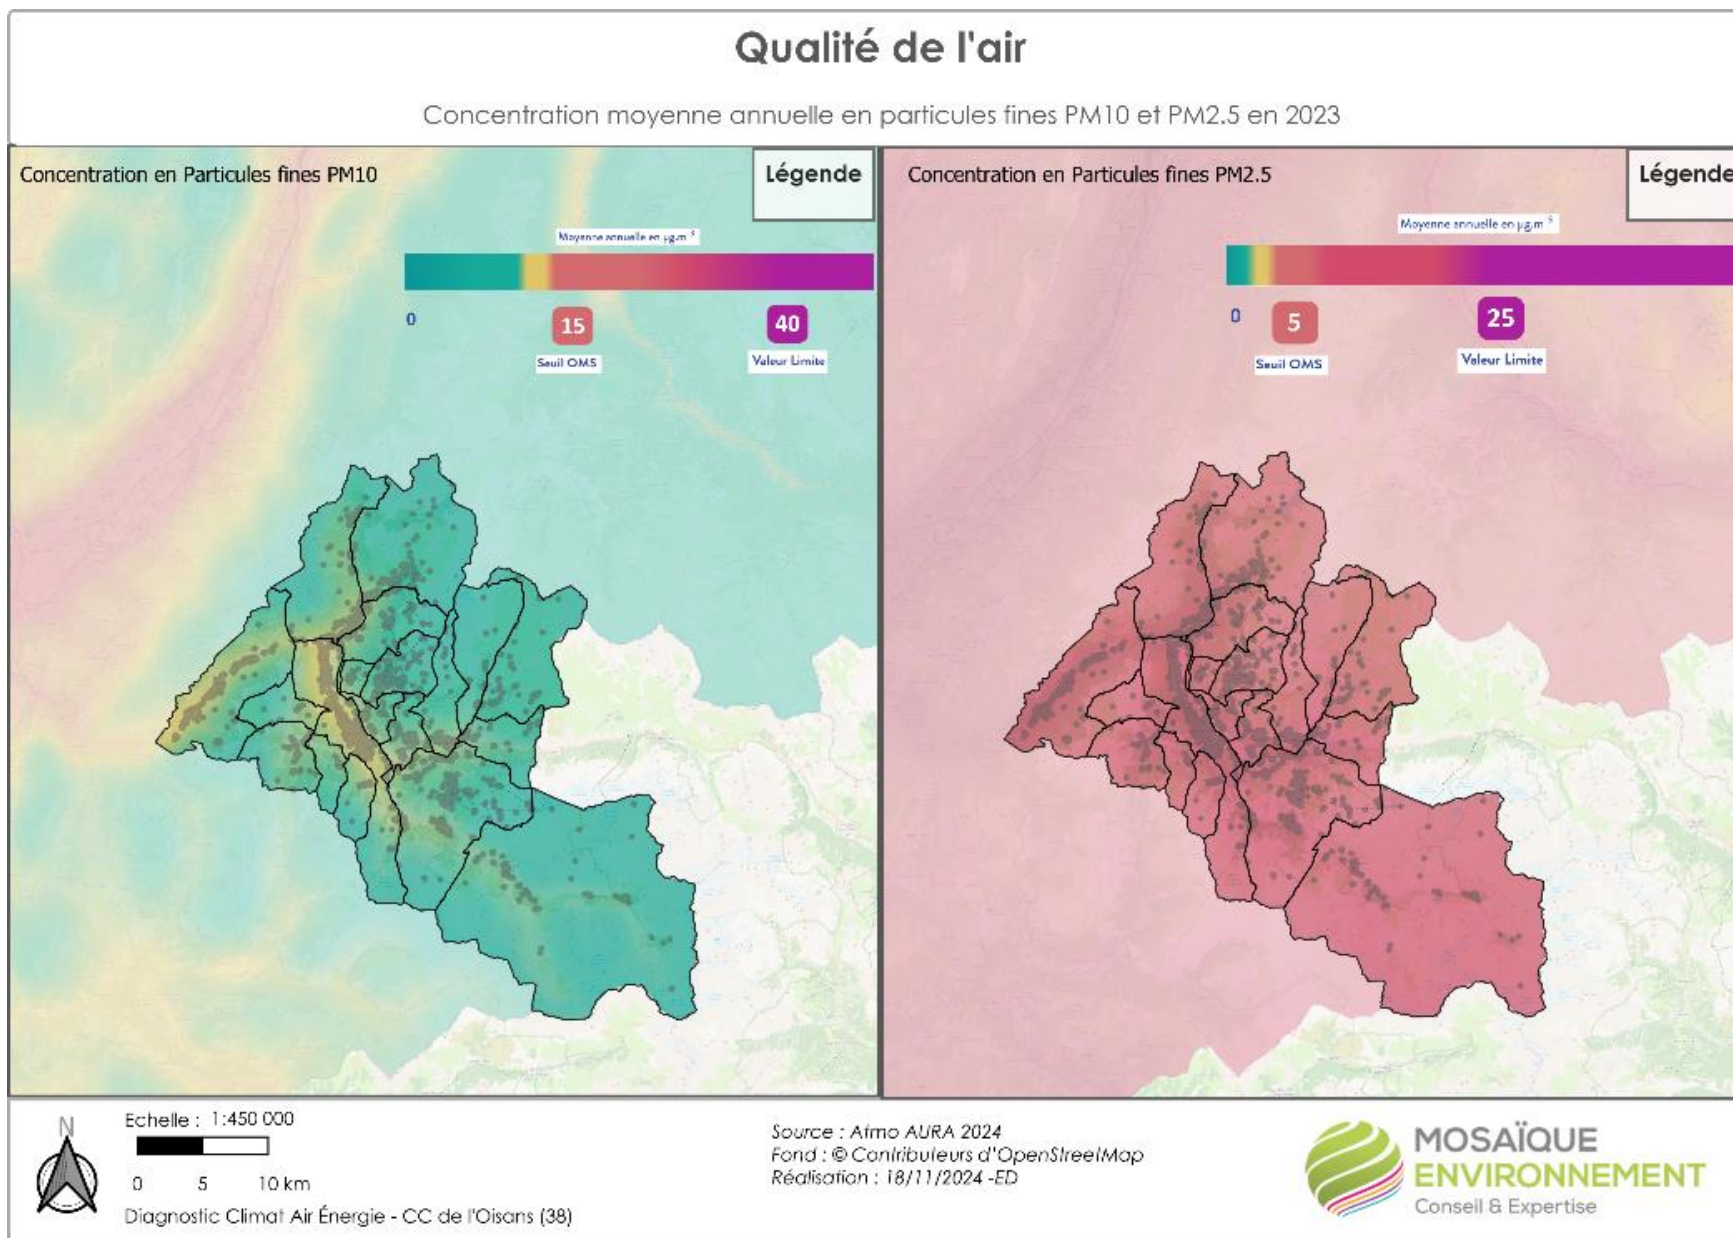 Qualité de l'air
Concentration moyenne annuelle en particules fines PM10 et PM2.5 en 2023
Concentration en Particules fines PM10
Légende
Moyenne annuelle en µg.m⁻³
0
15
40
Seuil OMS
Valeur Limite
Concentration en Particules fines PM2.5
Légende
Moyenne annuelle en µg.m⁻³
0
5
25
Seuil OMS
Valeur Limite
N
Echelle : 1:450 000
0 5 10 km
Diagnostic Climat Air Énergie - CC de l'Oisans (38)
Source : Atmo AURA 2024
Fond : © Contributeurs d'OpenStreetMap
Réalisation : 18/11/2024 -ED
MOSAÏQUE
ENVIRONNEMENT
Conseil & Expertise